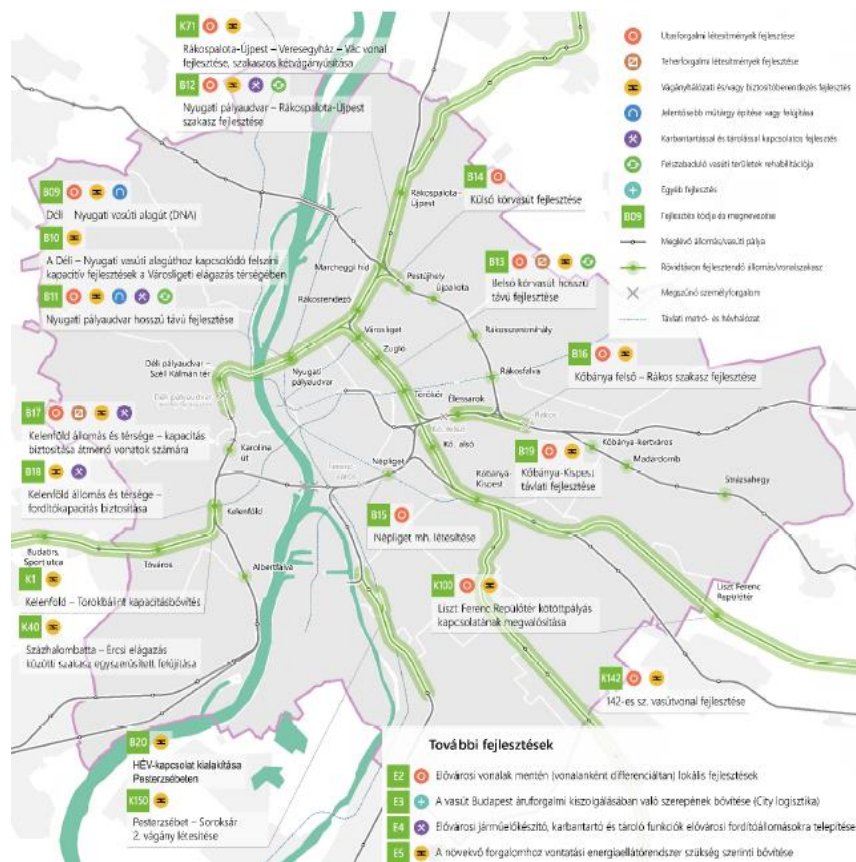 K71
Rákospalota-Újpest – Veresegyház – Vác vonal
fejlesztése, szakaszos kétvágányúsítása
B12
Nyugati pályaudvar – Rákospalota-Újpest
szakasz fejlesztése
B09
Déli Nyugati vasúti alagút (DNA)
B10
A Déli – Nyugati vasúti alagúthoz kapcsolódó felszíni
kapacitív fejlesztések a Városligeti elágazás térségében
B11
Nyugati pályaudvar hosszú távú fejlesztése
B14
Külső körvasút fejlesztése
B13
Belső körvasút hosszú
távú fejlesztése
B16
Kőbánya felső – Rákos szakasz fejlesztése
B17
Kelenföld állomás és térsége – kapacitás
biztosítása átmenő vonatok számára
B18
Kelenföld állomás és térsége –
fordítókapacitás biztosítása
B19
Kőbánya-Kispest
távlati fejlesztése
B15
Népliget mh. létesítése
K100
Liszt Ferenc Repülőtér kötöttpályás
kapcsolatának megvalósítása
K1
Kelenföld – Törökbálint kapacitásbővítés
K40
Százhalombatta – Ercsi elágazás
közötti szakasz egyszerűsített felújítása
K142
142-es sz. vasútvonal fejlesztése
B20
HÉV-kapcsolat kialakítása
Pesterzsébeten
K150
Pesterzsébet – Soroksár
2. vágány létesítése
Rákospalota-
Újpest
Marcheggi híd
Pestújhely
Újpalota
Rákosrendező
Városliget
Zugló
Rákosszentmihály
Rákosfalva
Nyugati
pályaudvar
Déli pályaudvar –
Széll Kálmán tér
Déli pályaudvar
Törökőr
Élessarok
Rákos
Kő. felső
Kő. alsó
Kőbánya-kertváros
Madárdomb
Strázsahegy
Karolina
út
Ferencváros
Népliget
Kőbánya-
Kispest
Kelenföld
Budaörs,
Sport utca
Tóváros
Albertfalva
Liszt Ferenc
Repülőtér
Utasforgalmi létesítmények fejlesztése
Teherforgalmi létesítmények fejlesztése
Vágányhálózati és/vagy biztosítóberendezés fejlesztés
Jelentősebb műtárgy építése vagy felújítása
Karbantartással és tárolással kapcsolatos fejlesztés
Felszabaduló vasúti területek rehabilitációja
Egyéb fejlesztés
B09 Fejlesztés kódja és megnevezése
Meglévő állomás/vasúti pálya
Rövidtávon fejlesztendő állomás/vonalszakasz
Megszűnő személyforgalom
Távlati metró- és hévhálózat
További fejlesztések
E2 Elővárosi vonalak mentén (vonalanként differenciáltan) lokális fejlesztések
E3 A vasút Budapest áruforgalmi kiszolgálásában való szerepének bővítése (City logisztika)
E4 Elővárosi járműelőkészítő, karbantartó és tároló funkciók elővárosi fordítóállomásokra telepítése
E5 A növekvő forgalomhoz vontatási energiaellátórendszer szükség szerinti bővítése